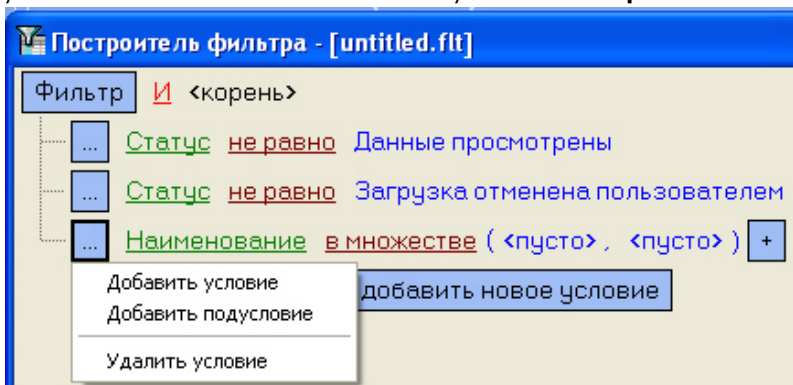 Построитель фильтра - [untitled.flt]
Фильтр И <корень>
... Статус не равно Данные просмотрены
... Статус не равно Загрузка отменена пользователем
... Наименование в множестве ( <пусто> , <пусто> ) +
Добавить условие
добавить новое условие
Добавить подусловие
Удалить условие